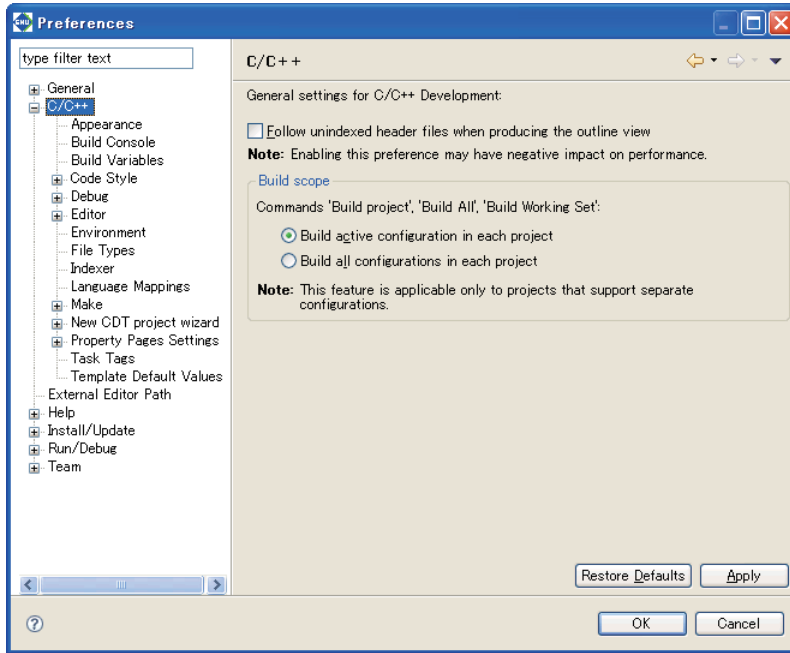 GNU Preferences
type filter text
General
C/C++
Appearance
Build Console
Build Variables
Code Style
Debug
Editor
Environment
File Types
Indexer
Language Mappings
Make
New CDT project wizard
Property Pages Settings
Task Tags
Template Default Values
External Editor Path
Help
Install/Update
Run/Debug
Team
C/C++
General settings for C/C++ Development:
Follow unindexed header files when producing the outline view
Note: Enabling this preference may have negative impact on performance.
Build scope
Commands 'Build project', 'Build All', 'Build Working Set':
Build active configuration in each project
Build all configurations in each project
Note: This feature is applicable only to projects that support separate
configurations.
Restore Defaults
Apply
?
OK
Cancel